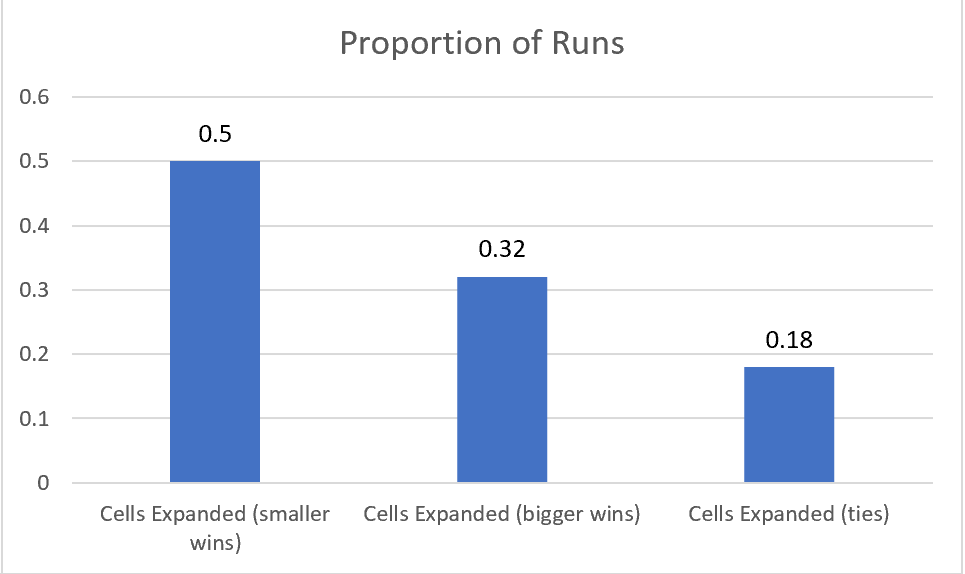 Proportion of Runs
0.6
0.5
0.4
0.3
0.2
0.1
0
0.5
0.32
0.18
Cells Expanded (smaller
wins)
Cells Expanded (bigger wins)
Cells Expanded (ties)